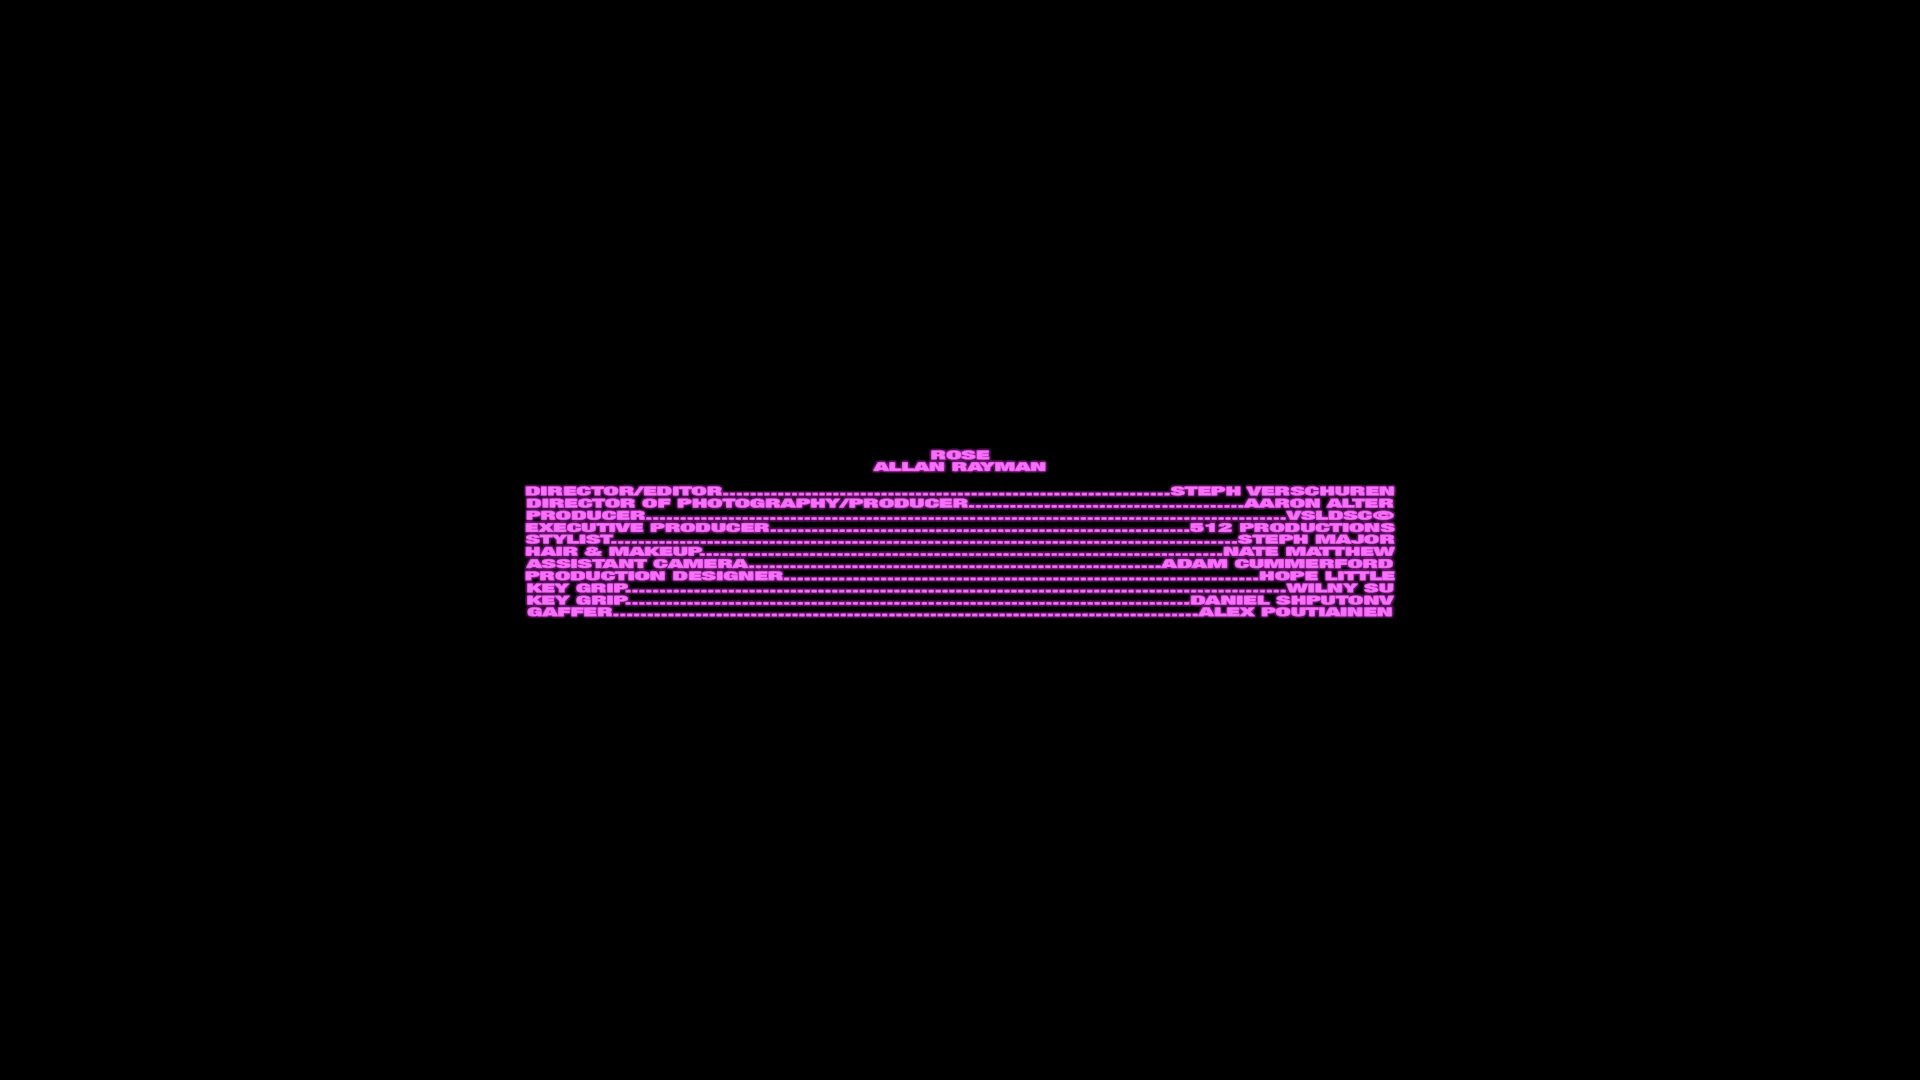 ROSE
ALLAN RAYMAN
DIRECTOR/EDITOR................................................................STEPH VERSCHUREN
DIRECTOR OF PHOTOGRAPHY/PRODUCER........................................AARON ALTER
PRODUCER............................................................................................VSLDSC©
EXECUTIVE PRODUCER............................................................512 PRODUCTIONS
STYLIST..........................................................................................STEPH MAJOR
HAIR & MAKEUP...........................................................................NATE MATTHEW
ASSISTANT CAMERA...........................................................ADAM CUMMERFORD
PRODUCTION DESIGNER....................................................................HOPE LITTLE
KEY GRIP...............................................................................................WILNY SU
KEY GRIP.................................................................................DANIEL SHPUTONV
GAFFER....................................................................................ALEX POUTIAINEN